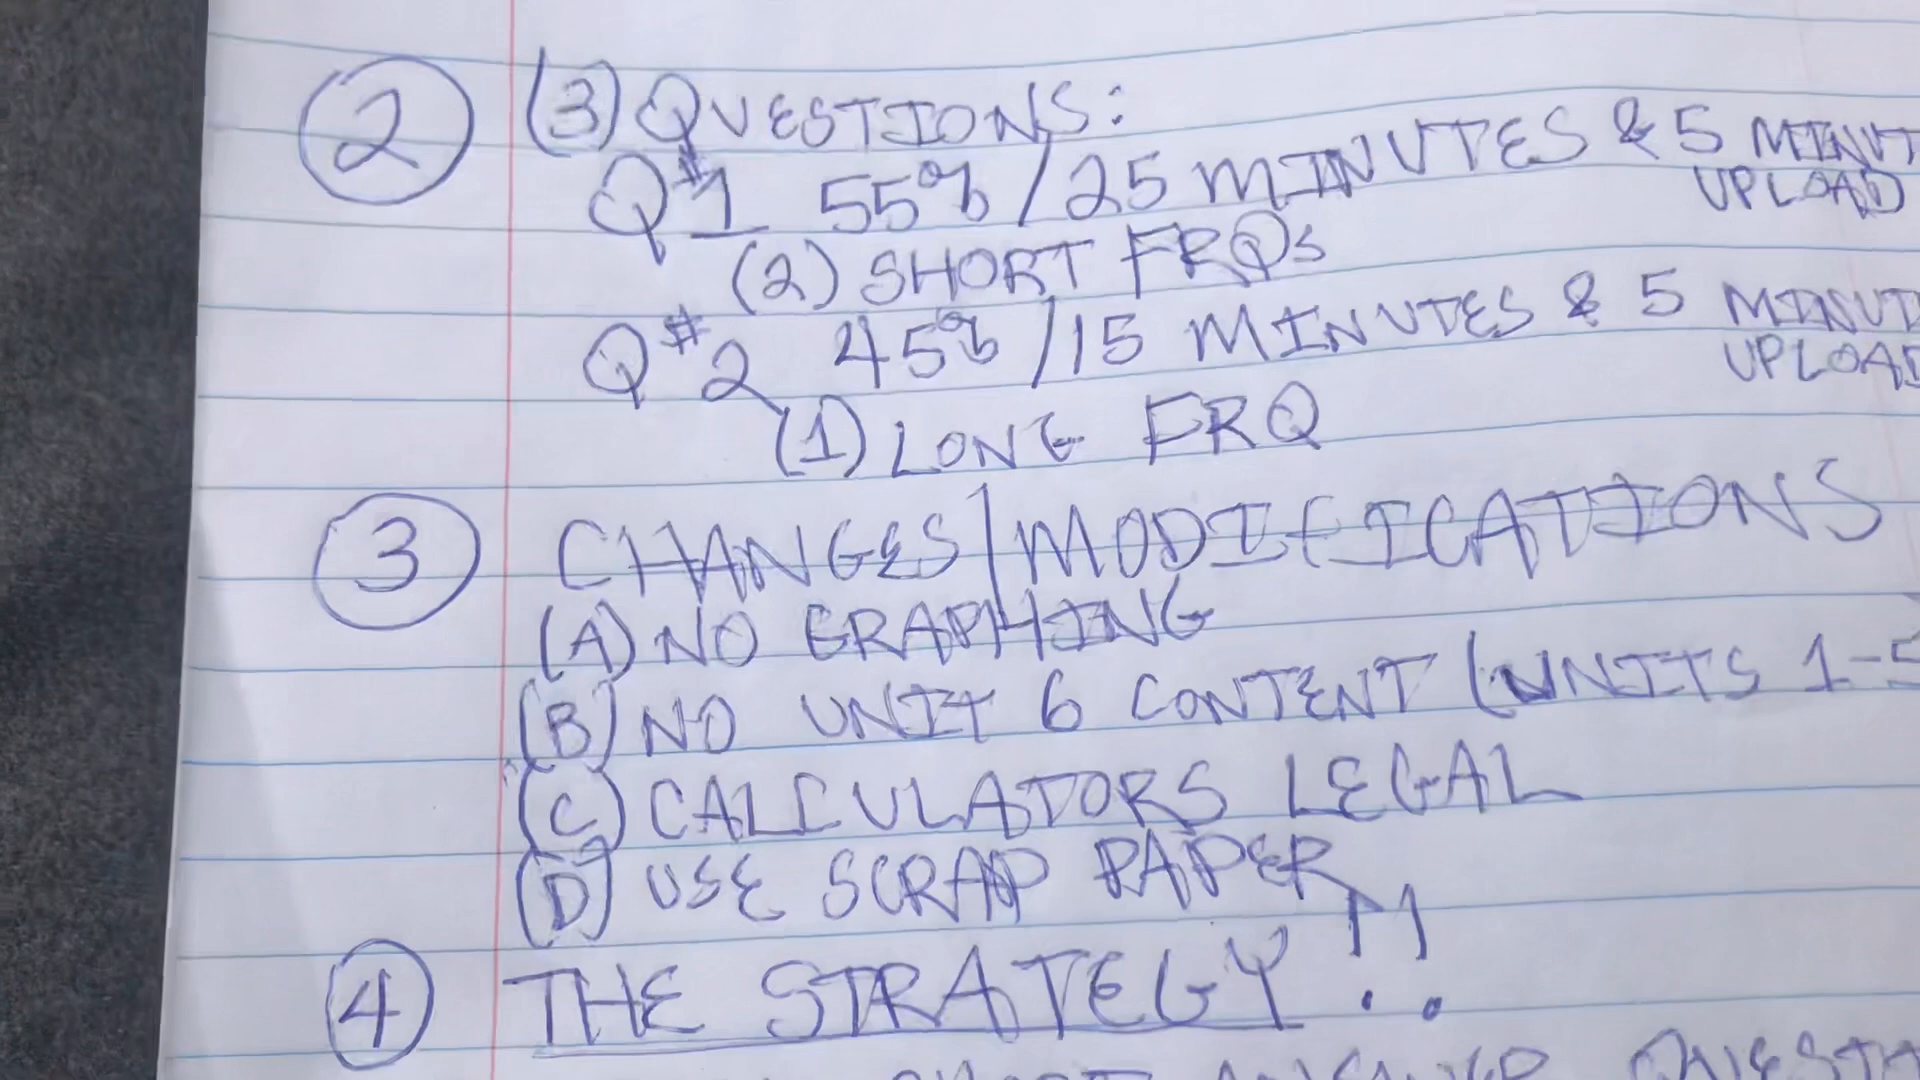 2 (3) QUESTIONS:
Q#1 55% / 25 MINUTES & 5 MINUT
UPLOAD
(2) SHORT FRQs
Q#2 45% / 15 MINUTES & 5 MINUT
UPLOAD
(1) LONG FRQ
3 CHANGES/MODIFICATIONS
(A) NO GRAPHING
(B) NO UNIT 6 CONTENT (UNITS 1-5
(C) CALCULATORS LEGAL
(D) USE SCRAP PAPER
4 THE STRATEGY!!